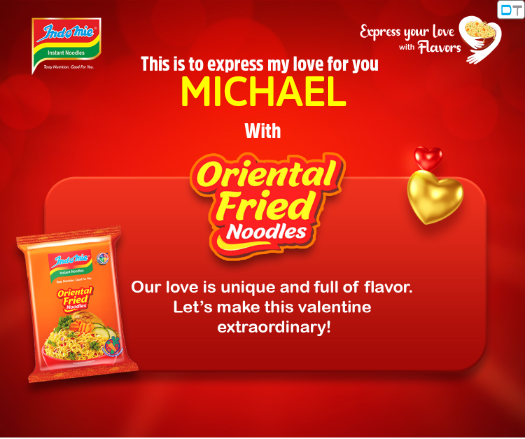 Indomie
Instant Noodles
Tasty Nutrition. Good For You.
DT
Express your Love
with Flavors
This is to express my love for you
MICHAEL
With
Oriental
Fried
Noodles
Indomie
Instant Noodles
Oriental
Fried
Noodles
Our love is unique and full of flavor.
Let's make this valentine
extraordinary!